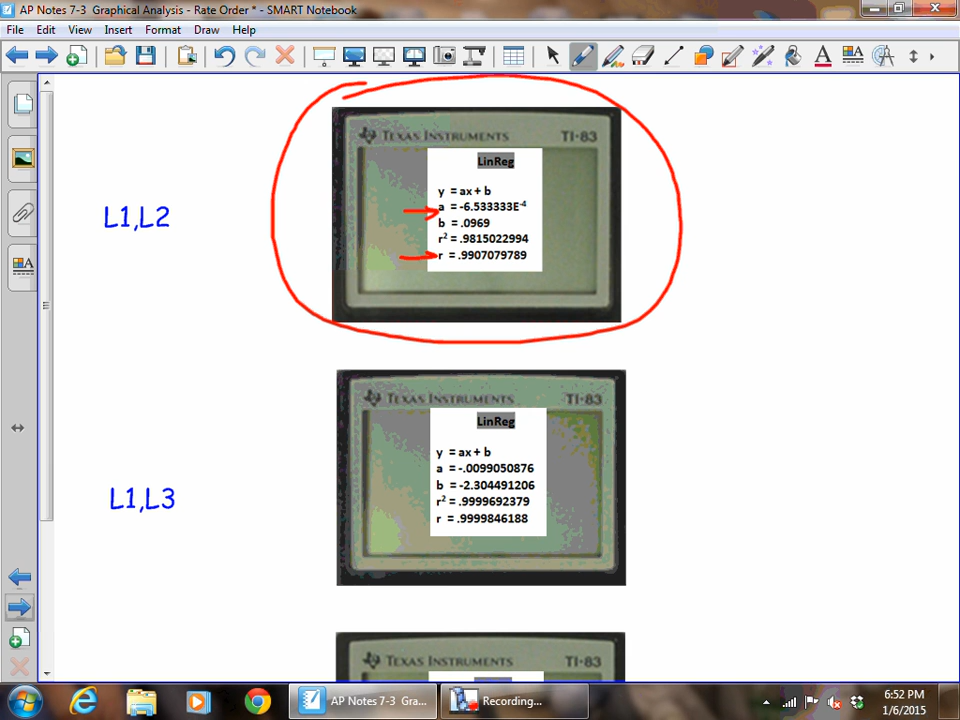 AP Notes 7-3 Graphical Analysis - Rate Order * - SMART Notebook
File Edit View Insert Format Draw Help
TEXAS INSTRUMENTS TI-83
LinReg
y = ax + b
a = -6.533333E-4
b = .0969
r² = .9815022994
r = .9907079789
L1,L2
TEXAS INSTRUMENTS TI-83
LinReg
y = ax + b
a = -.0099050876
b = -2.304491206
r² = .9999692379
r = .9999846188
L1,L3
TEXAS INSTRUMENTS TI-83
AP Notes 7-3 Gra...
Recording...
6:52 PM
1/6/2015